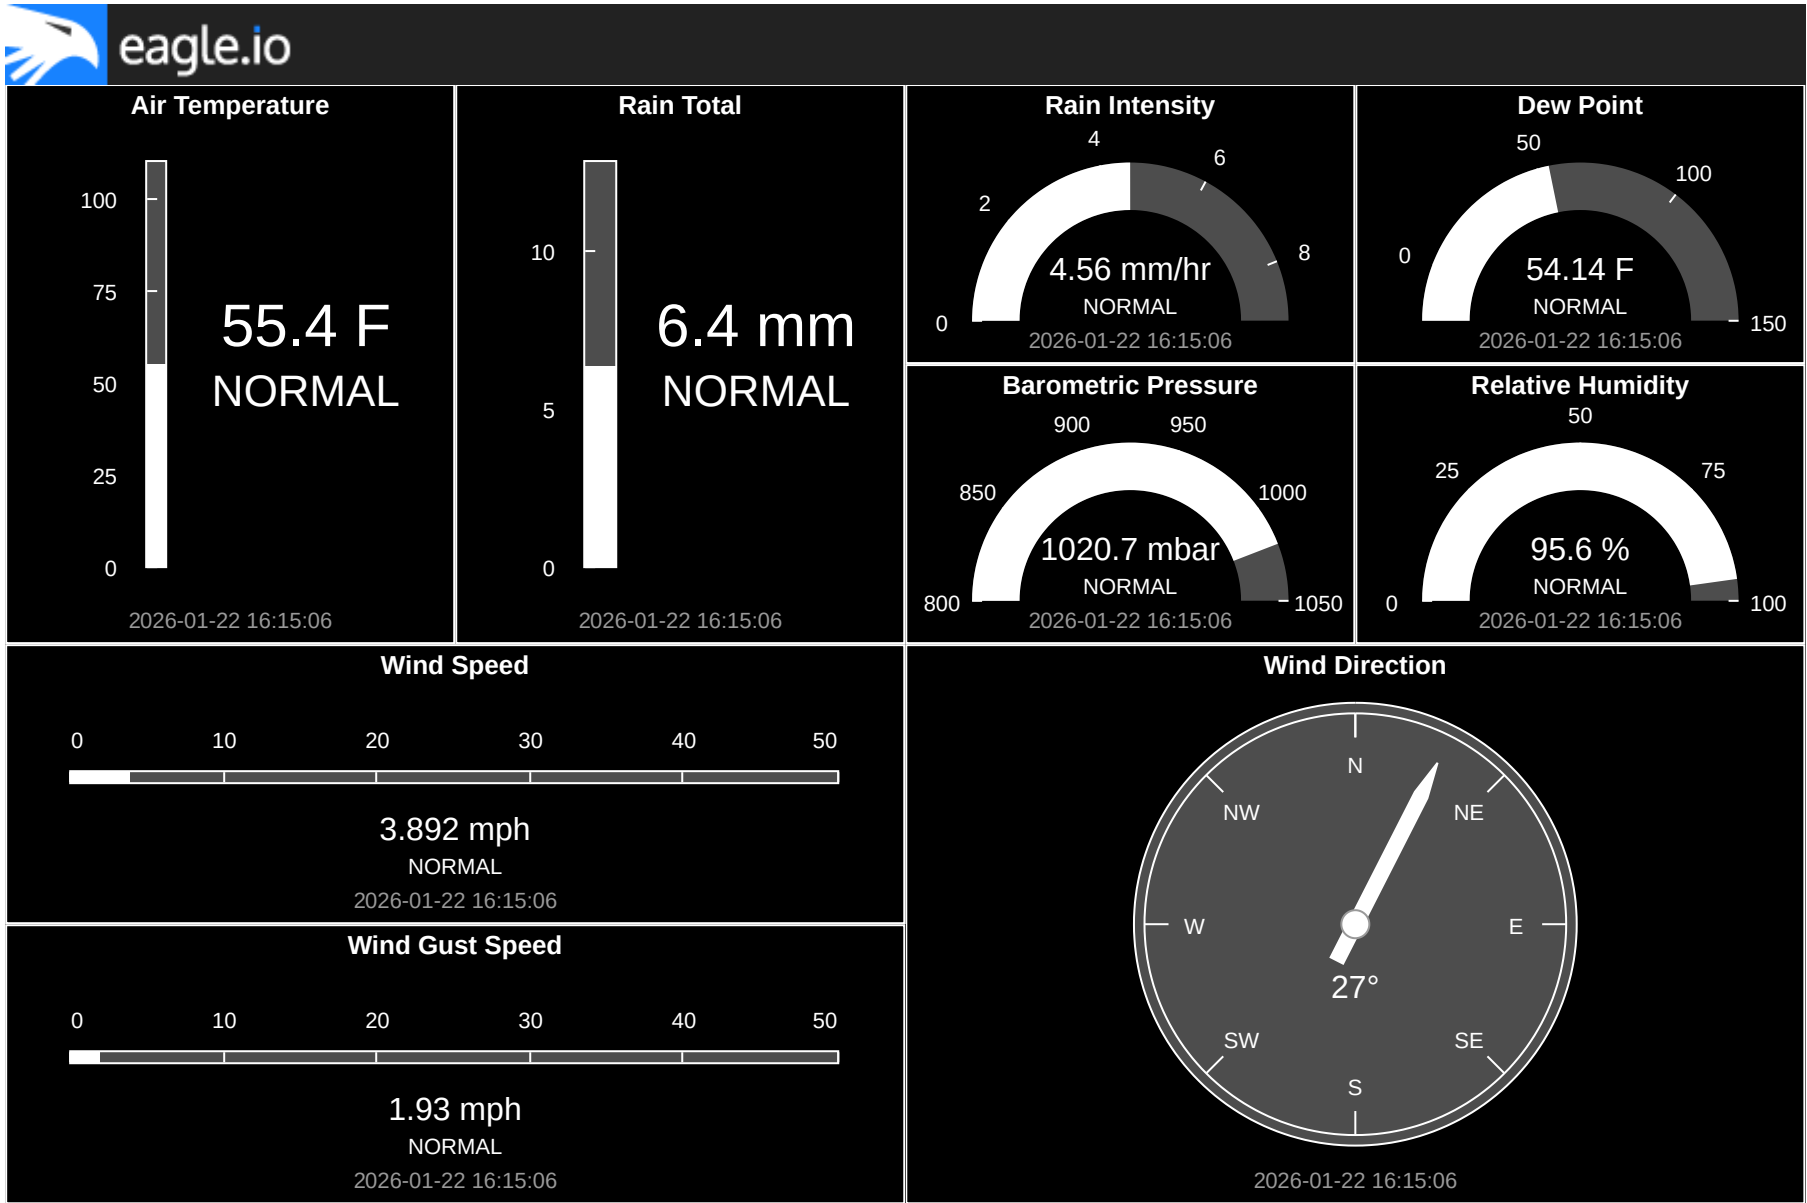 eagle.io
Air Temperature
100
75
50
25
0
55.4 F
NORMAL
2026-01-22 16:15:06
Rain Total
10
5
0
6.4 mm
NORMAL
2026-01-22 16:15:06
Rain Intensity
0
2
4
6
8
4.56 mm/hr
NORMAL
2026-01-22 16:15:06
Dew Point
0
50
100
150
54.14 F
NORMAL
2026-01-22 16:15:06
Barometric Pressure
800
850
900
950
1000
1050
1020.7 mbar
NORMAL
2026-01-22 16:15:06
Relative Humidity
0
25
50
75
100
95.6 %
NORMAL
2026-01-22 16:15:06
Wind Speed
0 10 20 30 40 50
3.892 mph
NORMAL
2026-01-22 16:15:06
Wind Gust Speed
0 10 20 30 40 50
1.93 mph
NORMAL
2026-01-22 16:15:06
Wind Direction
N
NW NE
W E
27°
SW SE
S
2026-01-22 16:15:06